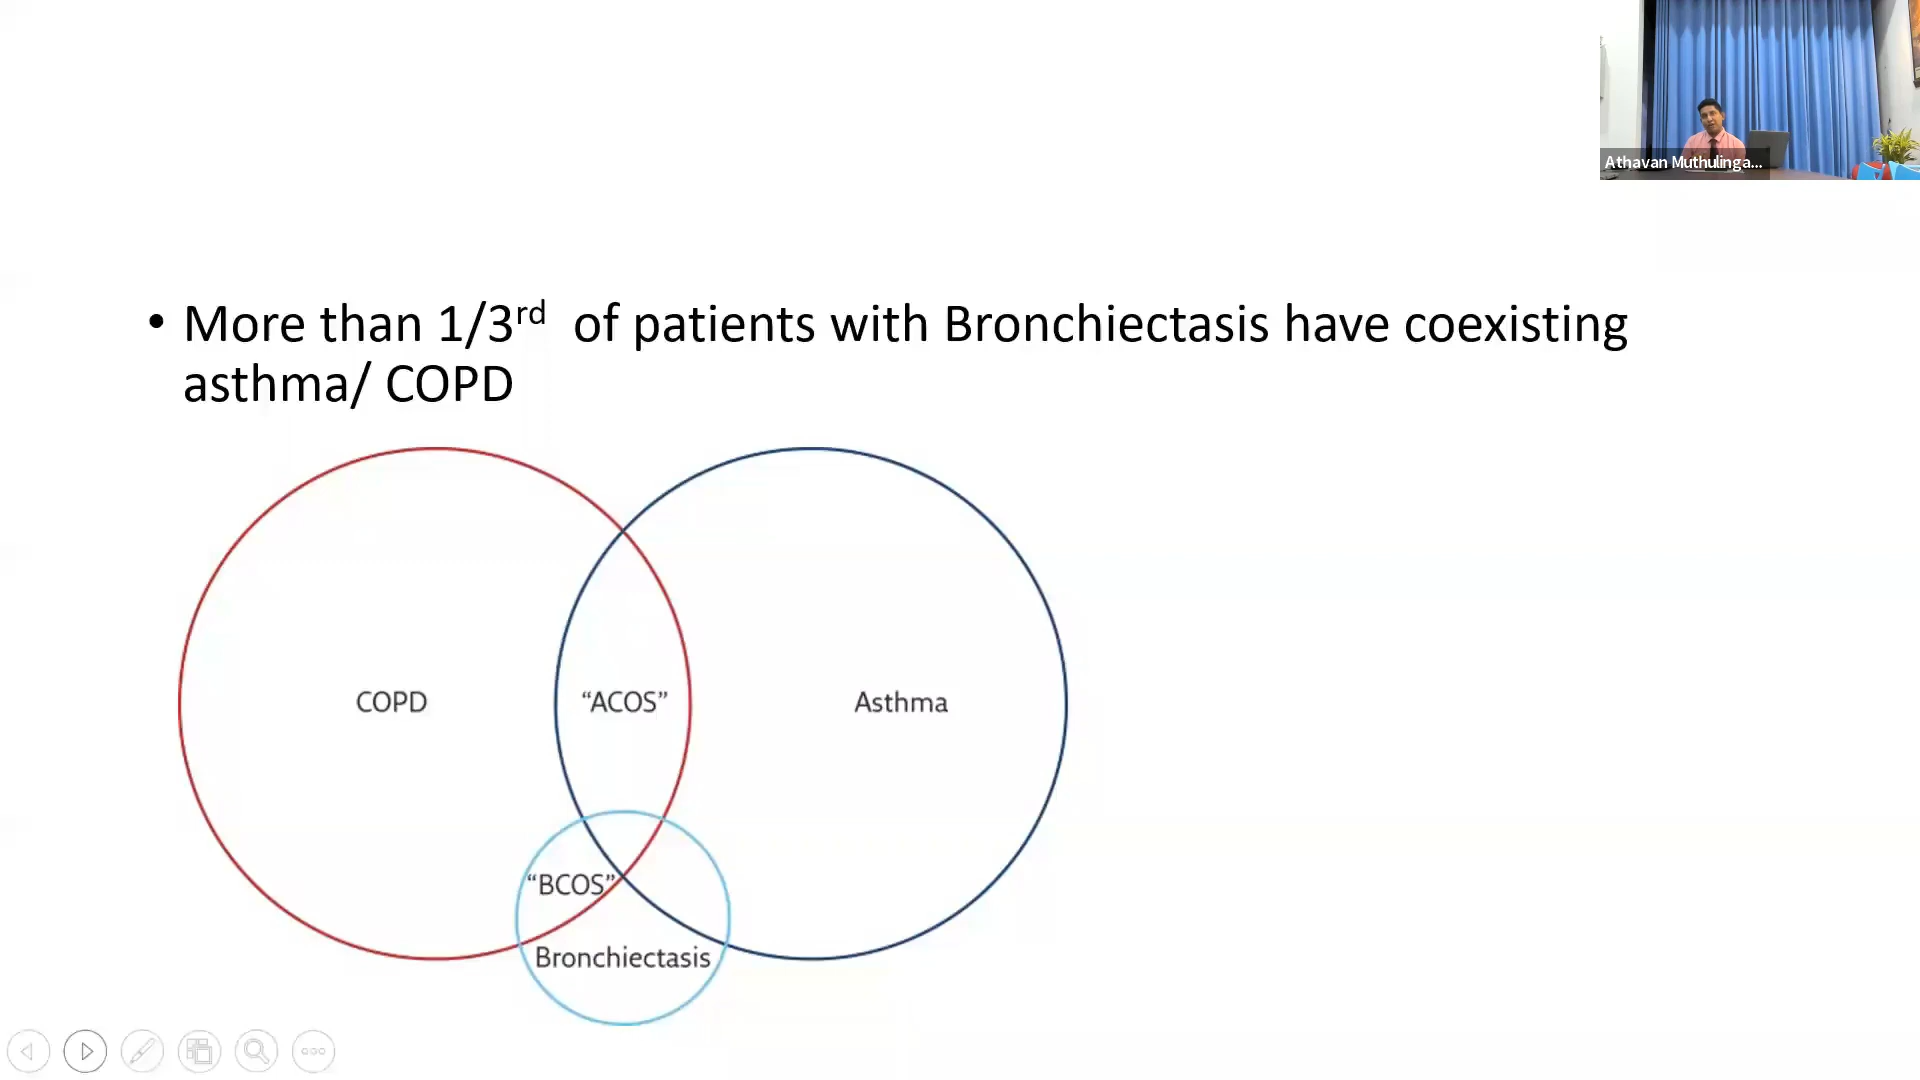 Athavan Muthulinga...
• More than 1/3rd of patients with Bronchiectasis have coexisting
asthma/ COPD
COPD
“ACOS”
Asthma
“BCOS”
Bronchiectasis